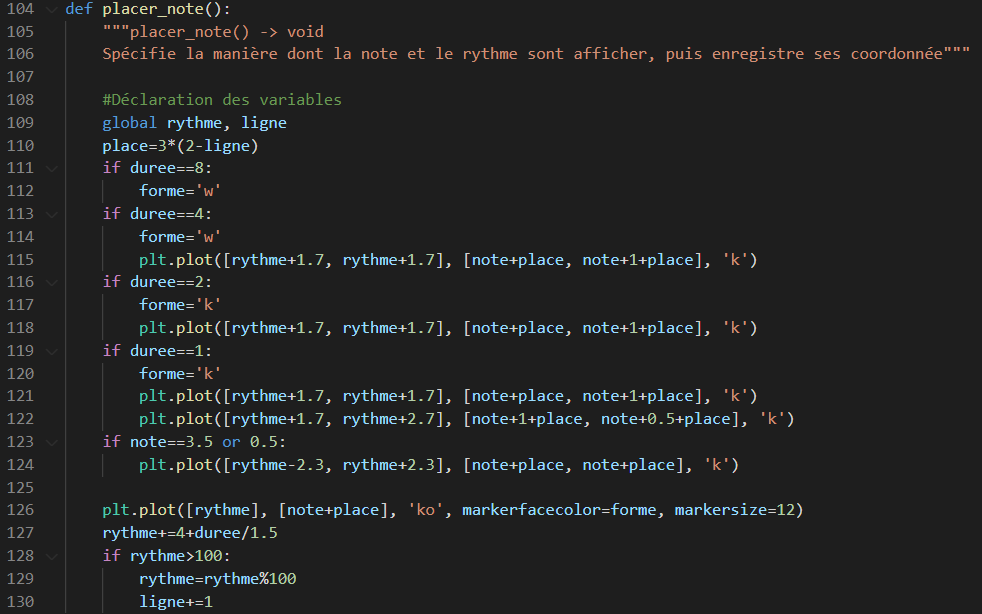 104 def placer_note():
105     """placer_note() -> void
106     Spécifie la manière dont la note et le rythme sont afficher, puis enregistre ses coordonnée"""
107
108     #Déclaration des variables
109     global rythme, ligne
110     place=3*(2-ligne)
111     if duree==8:
112         forme='w'
113     if duree==4:
114         forme='w'
115         plt.plot([rythme+1.7, rythme+1.7], [note+place, note+1+place], 'k')
116     if duree==2:
117         forme='k'
118         plt.plot([rythme+1.7, rythme+1.7], [note+place, note+1+place], 'k')
119     if duree==1:
120         forme='k'
121         plt.plot([rythme+1.7, rythme+1.7], [note+place, note+1+place], 'k')
122         plt.plot([rythme+1.7, rythme+2.7], [note+1+place, note+0.5+place], 'k')
123     if note==3.5 or 0.5:
124         plt.plot([rythme-2.3, rythme+2.3], [note+place, note+place], 'k')
125
126     plt.plot([rythme], [note+place], 'ko', markerfacecolor=forme, markersize=12)
127     rythme+=4+duree/1.5
128     if rythme>100:
129         rythme=rythme%100
130         ligne+=1